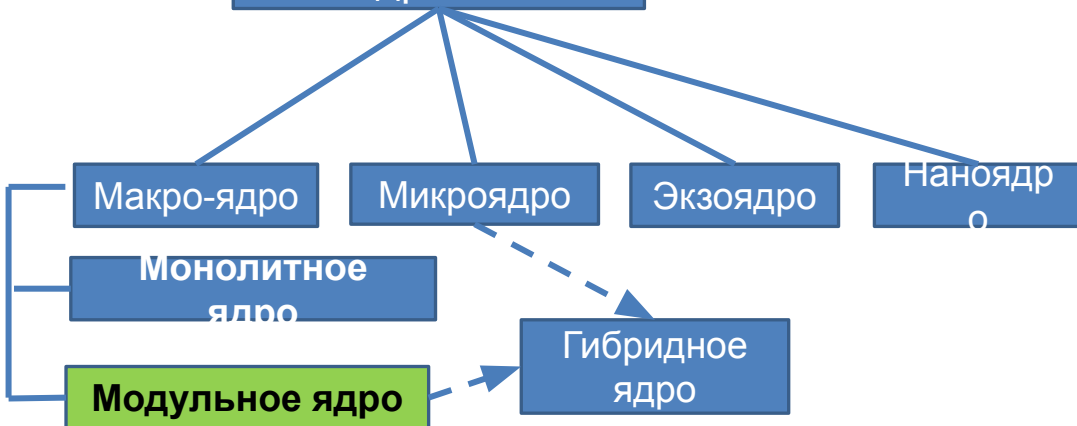 Макро-ядро
Микроядро
Экзоядро
Наноядр
о
Монолитное
ядро
Гибридное
ядро
Модульное ядро